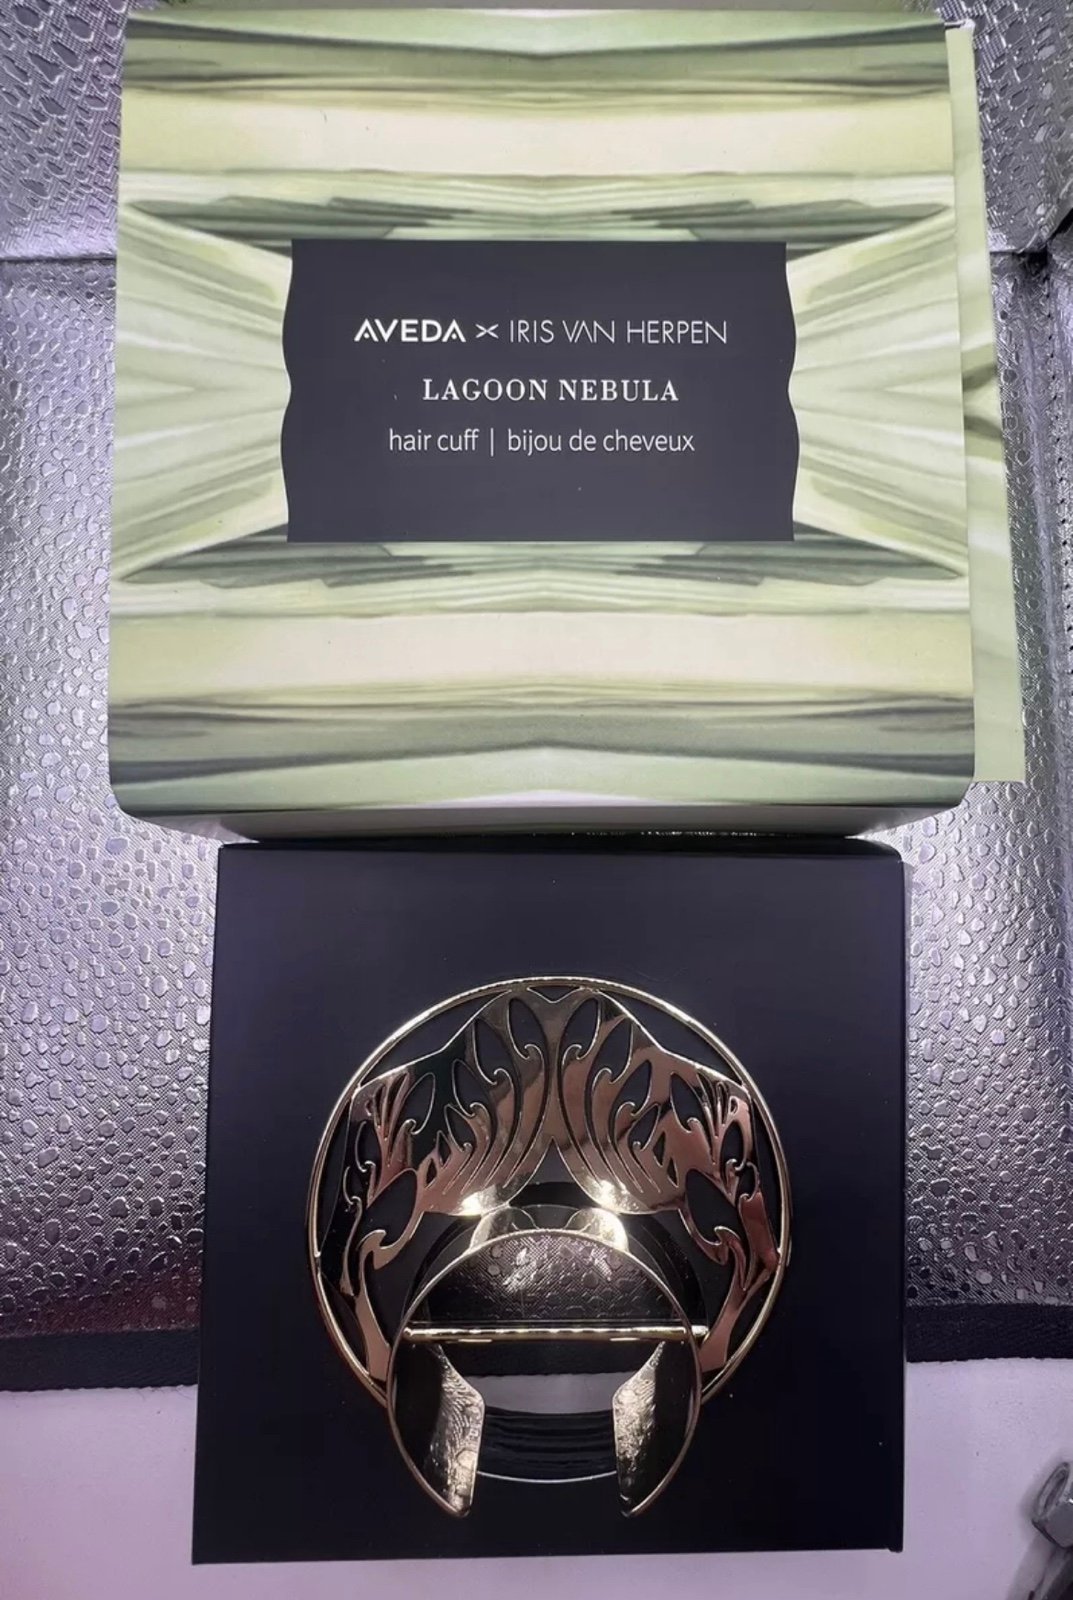 AVEDA × IRIS VAN HERPEN
LAGOON NEBULA
hair cuff | bijou de cheveux